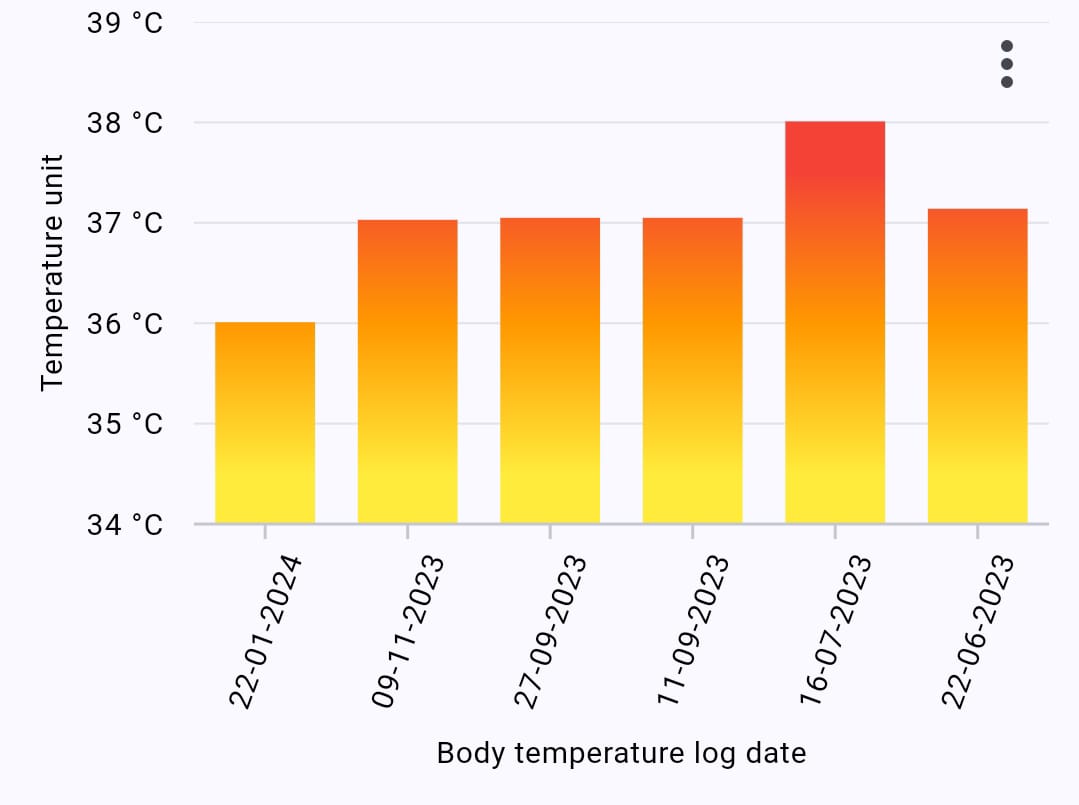 39 °C
38 °C
37 °C
36 °C
35 °C
34 °C
Temperature unit
22-01-2024
09-11-2023
27-09-2023
11-09-2023
16-07-2023
22-06-2023
Body temperature log date